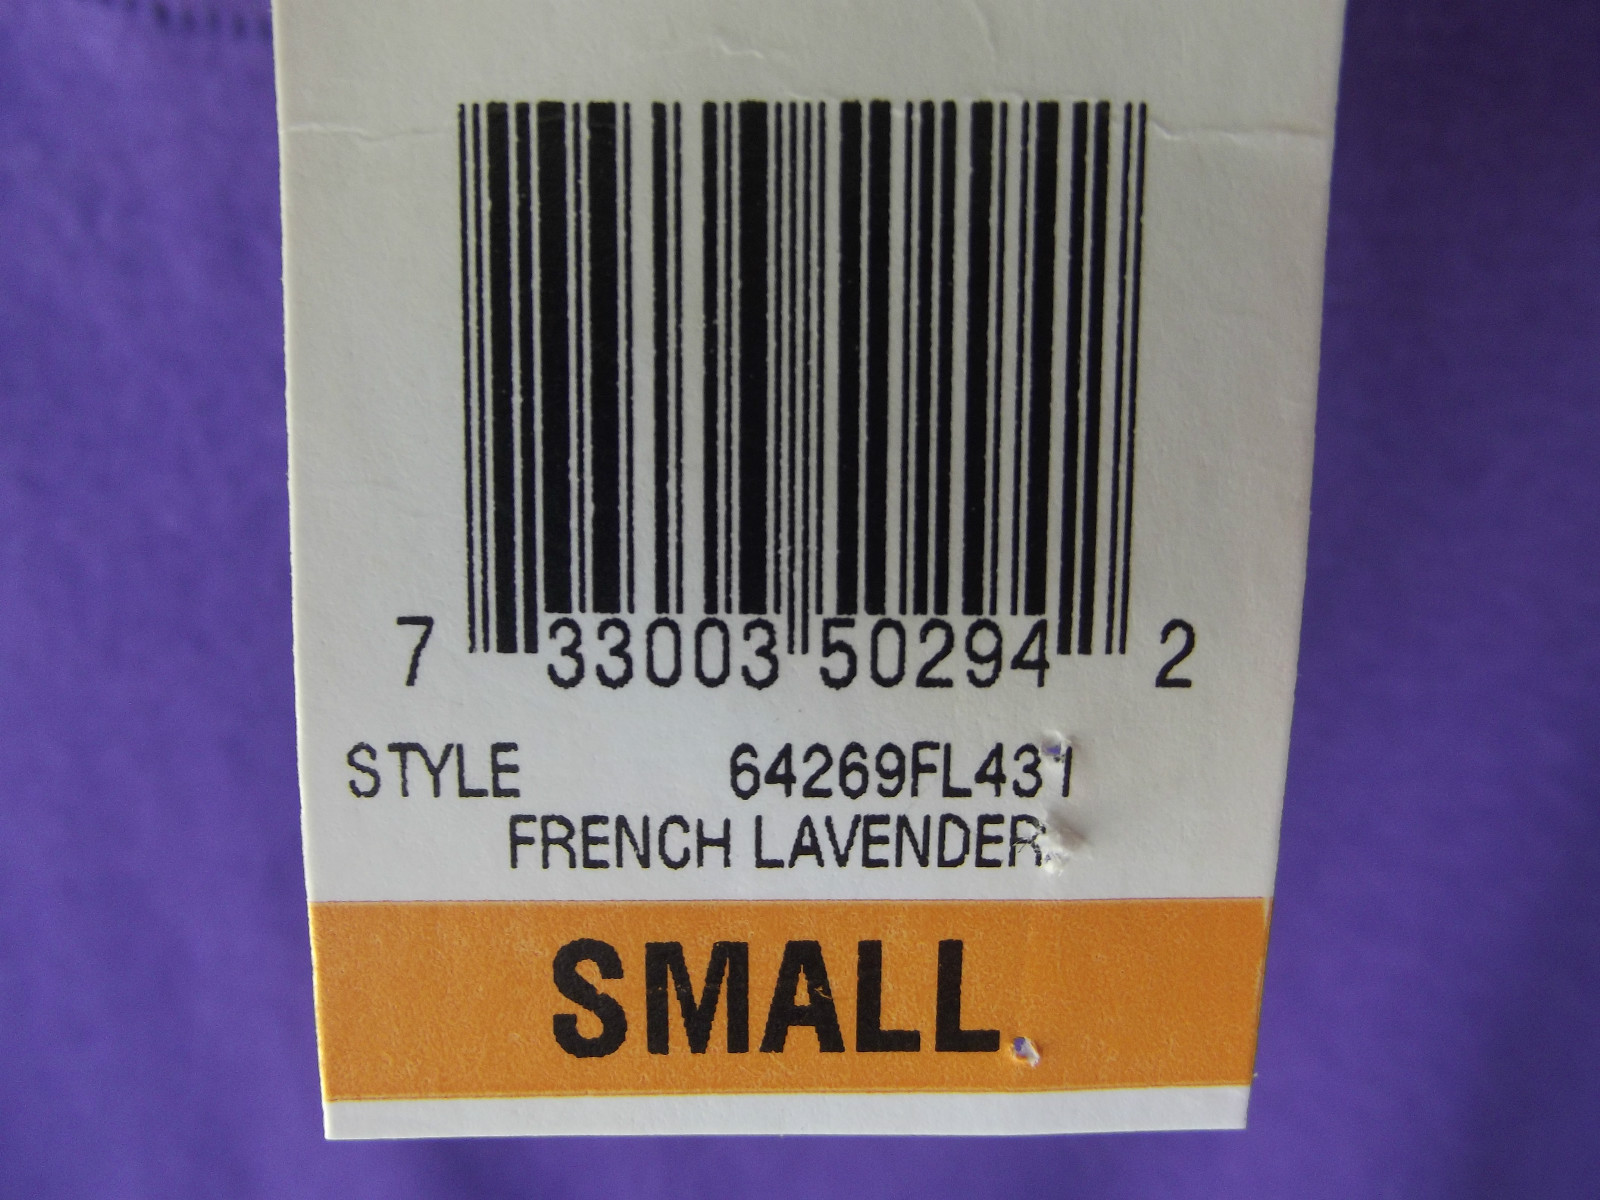 7 33003 50294 2
STYLE 64269FL431
FRENCH LAVENDER
SMALL